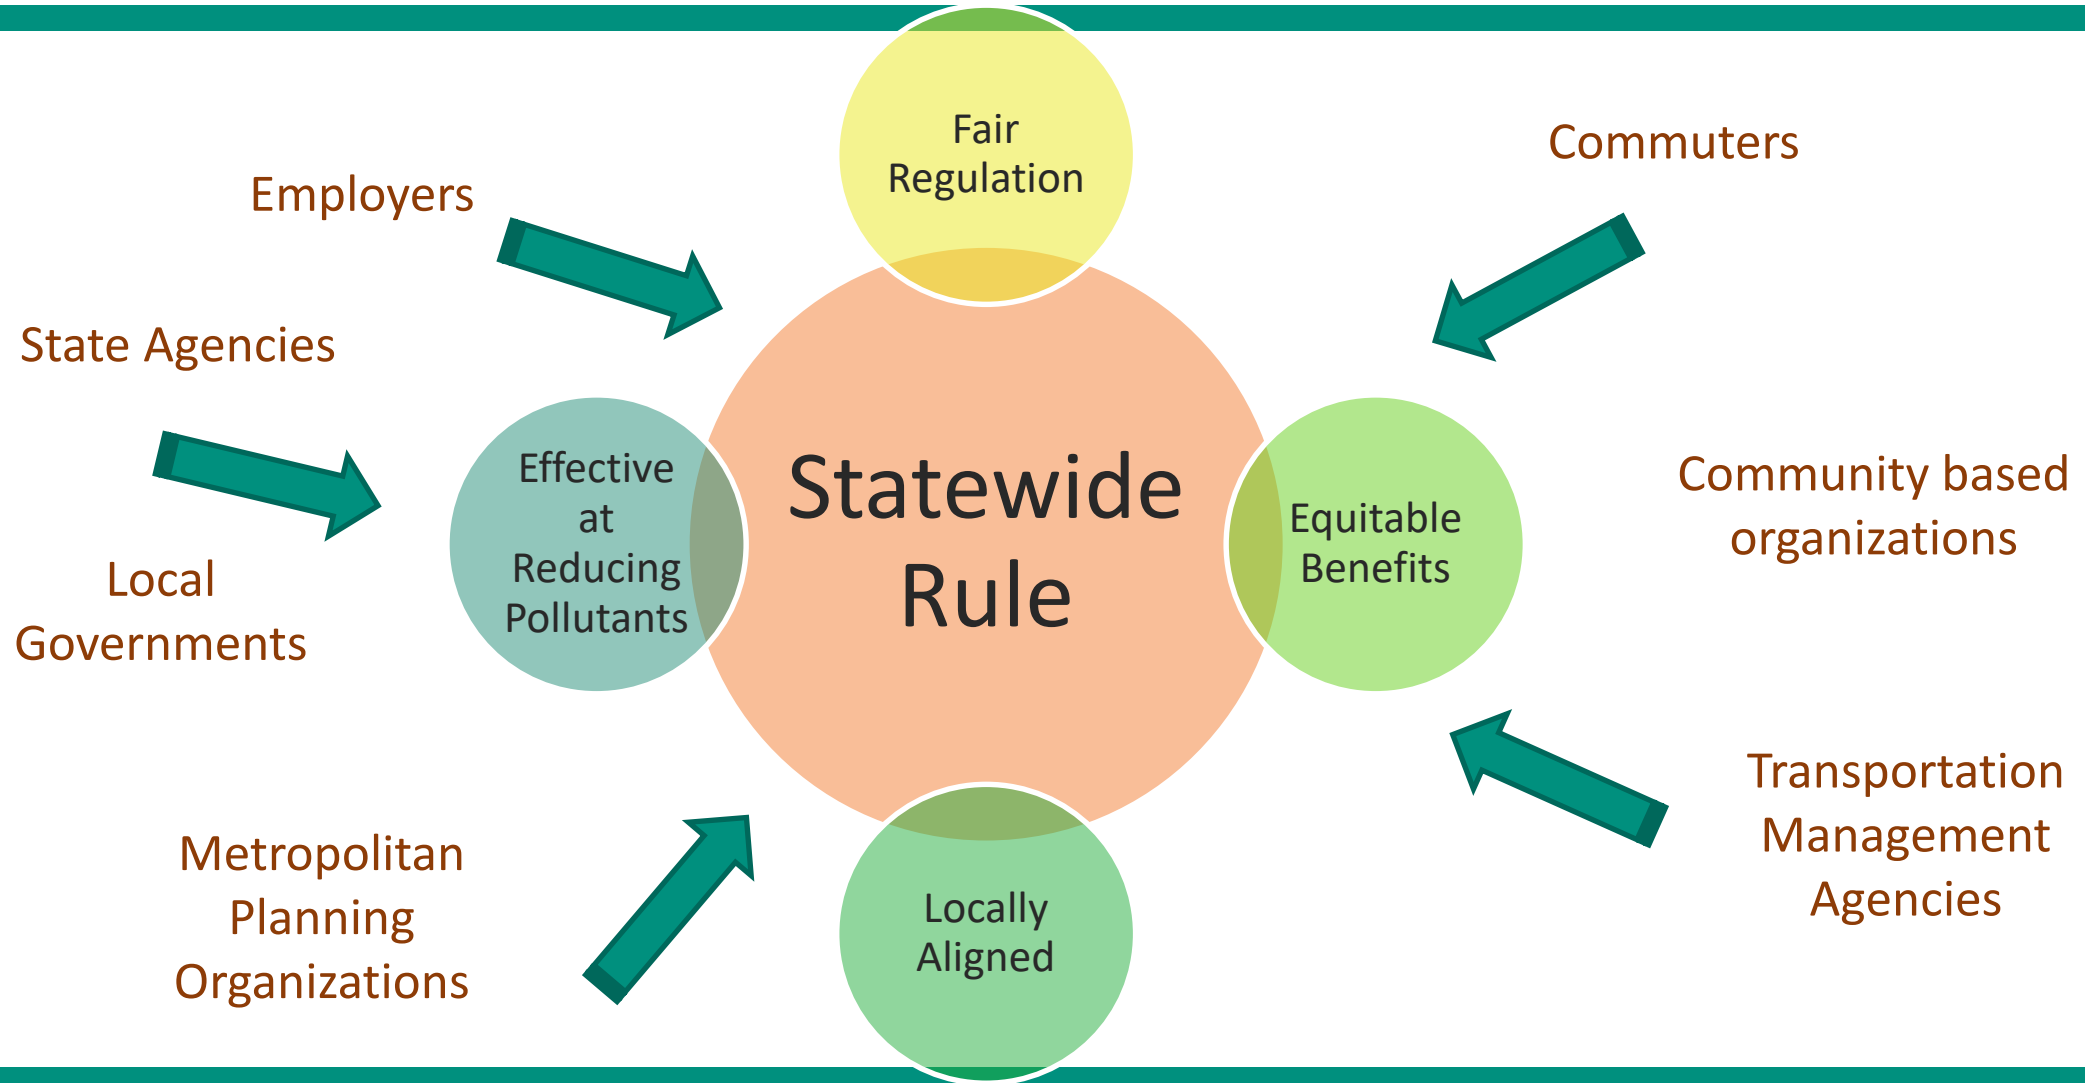 Fair
Regulation
Commuters
Employers
State Agencies
Effective
at
Reducing
Pollutants
Statewide
Rule
Equitable
Benefits
Community based
organizations
Local
Governments
Transportation
Management
Agencies
Metropolitan
Planning
Organizations
Locally
Aligned